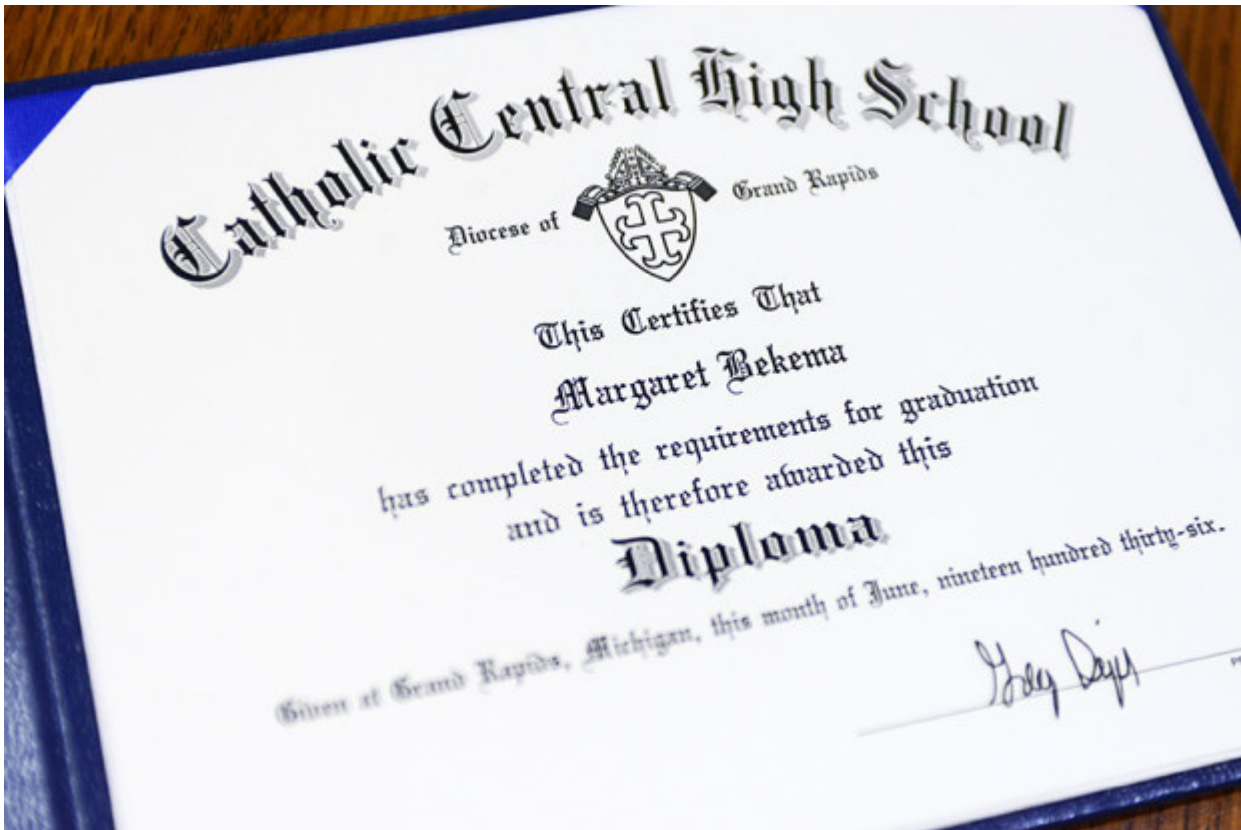 Catholic Central High School
Diocese of Grand Rapids
This Certifies That
Margaret Bekema
has completed the requirements for graduation
and is therefore awarded this
Diploma
Given at Grand Rapids, Michigan, this month of June, nineteen hundred thirty-six.